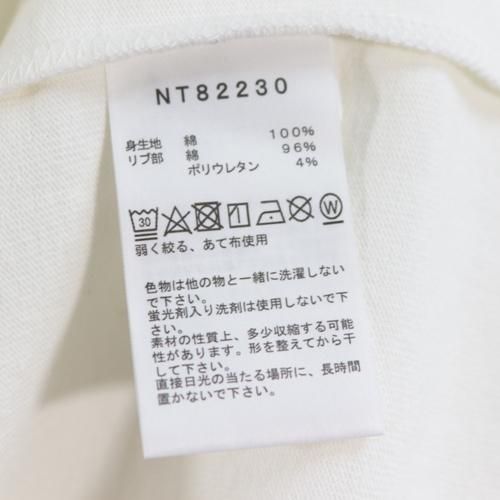 NT82230
身生地 綿 100%
リブ部 綿 96%
ポリウレタン 4%
30 W
弱く絞る、あて布使用
色物は他の物と一緒に洗濯しない
で下さい。
蛍光剤入り洗剤は使用しないで下
さい。
素材の性質上、多少収縮する可能
性があります。形を整えてから干
して下さい。
直接日光の当たる場所に、長時間
置かないで下さい。